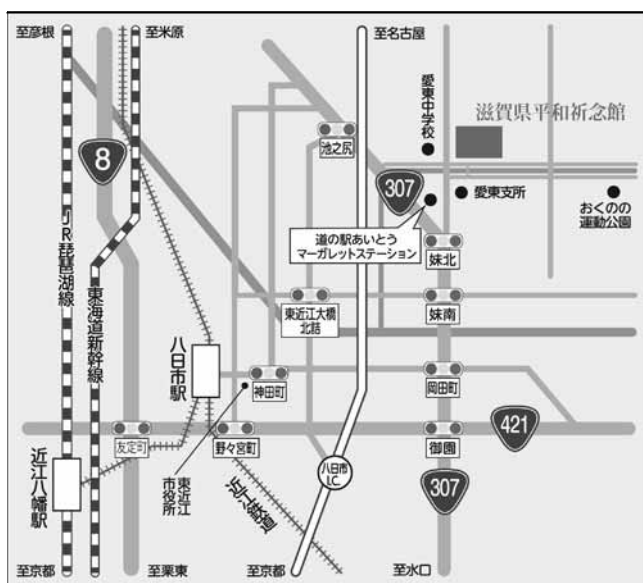 至彦根
至米原
至名古屋
8
愛東中学校
滋賀県平和祈念館
池之尻
307
愛東支所
おくのの
運動公園
道の駅あいとう
マーガレットステーション
妹北
JR琵琶湖線
東海道新幹線
東近江大橋
北詰
妹南
八日市駅
神田町
岡田町
421
友定町
野々宮町
御園
近江八幡駅
東近江
市役所
近江鉄道
八日市
I.C.
307
至京都
至栗東
至京都
至水口